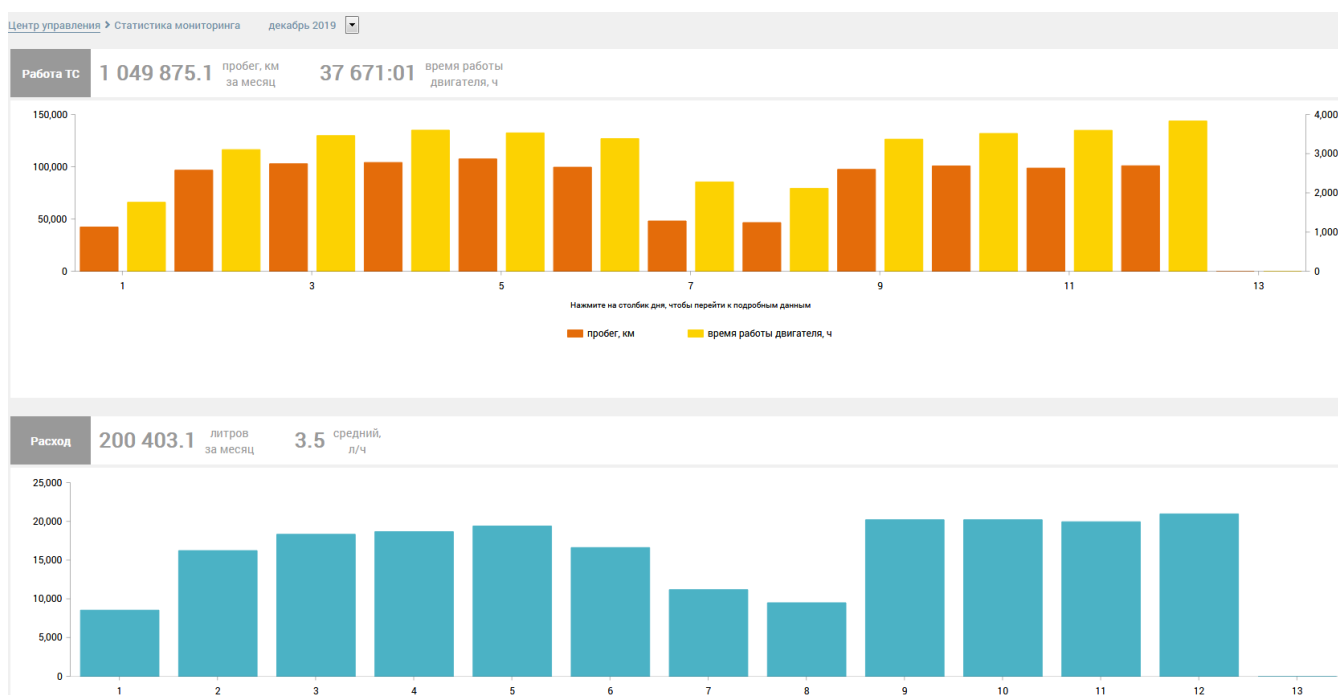 Центр управления > Статистика мониторинга декабрь 2019
Работа ТС 1 049 875.1 пробег, км за месяц 37 671:01 время работы двигателя, ч
150,000
100,000
50,000
0
4,000
3,000
2,000
1,000
0
1 3 5 7 9 11 13
Нажмите на столбик дня, чтобы перейти к подробным данным
пробег, км время работы двигателя, ч
Расход 200 403.1 литров за месяц 3.5 средний, л/ч
25,000
20,000
15,000
10,000
5,000
0
1 2 3 4 5 6 7 8 9 10 11 12 13